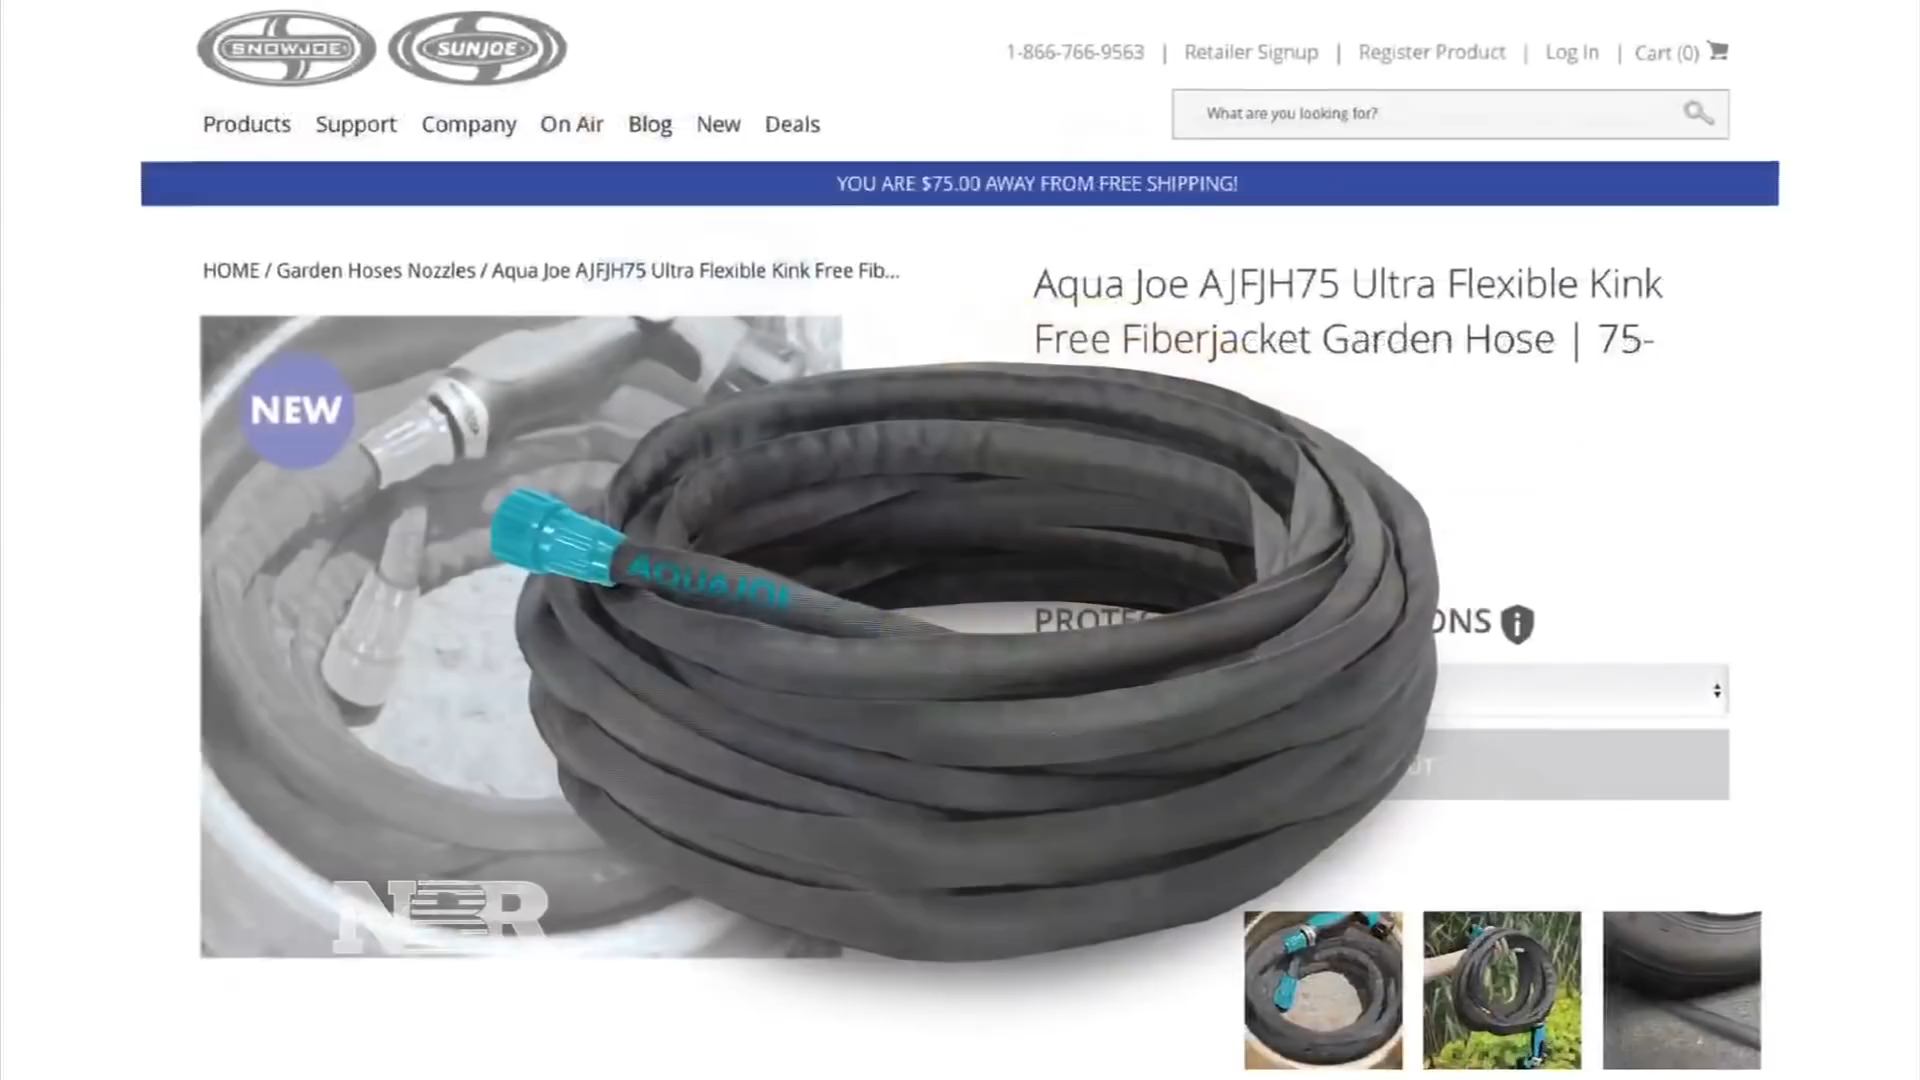 SNOWJOE
SUNJOE
1-866-766-9563 | Retailer Signup | Register Product | Log In | Cart (0)
Products Support Company On Air Blog New Deals
What are you looking for?
YOU ARE $75.00 AWAY FROM FREE SHIPPING!
HOME / Garden Hoses Nozzles / Aqua Joe AJFJH75 Ultra Flexible Kink Free Fib...
Aqua Joe AJFJH75 Ultra Flexible Kink
Free Fiberjacket Garden Hose | 75-
NEW
AQUAJOE